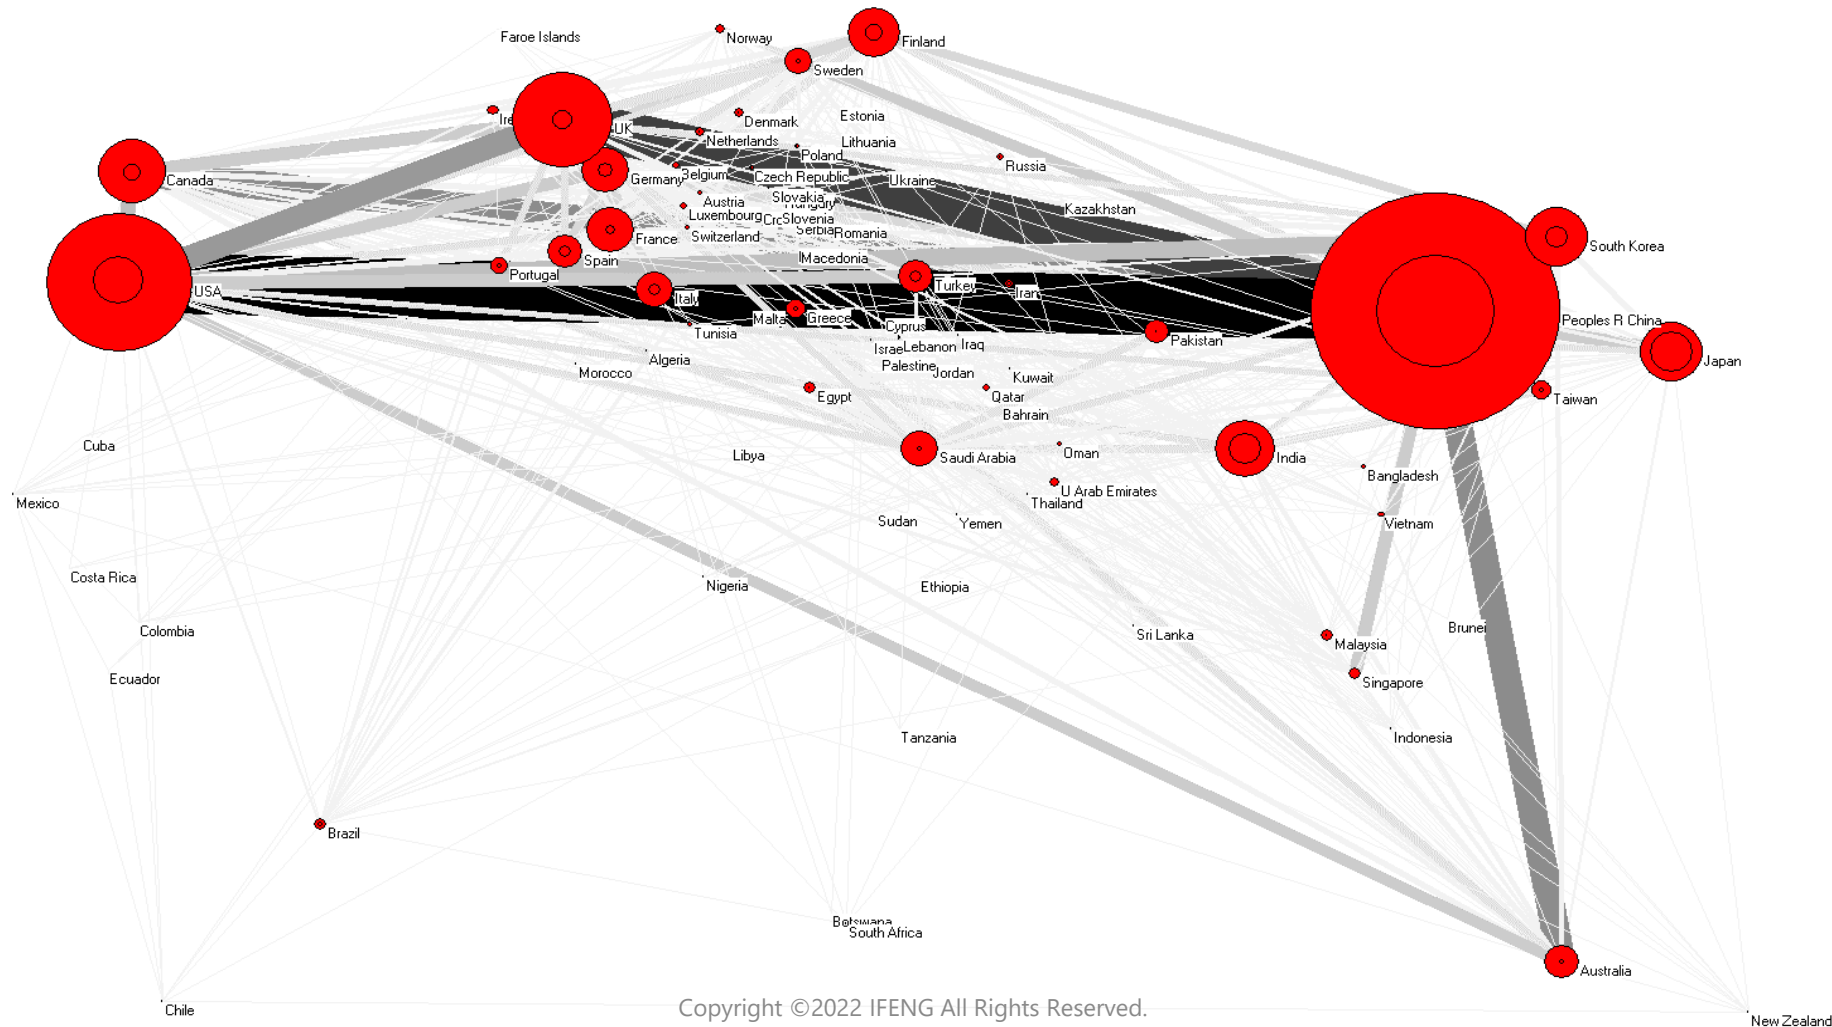 Faroe Islands
Norway
Finland
Sweden
UK
Denmark
Estonia
Netherlands
Lithuania
Poland
Russia
Canada
Germany
Belgium
Czech Republic
Ukraine
Slovakia
Austria
Luxembourg
Slovenia
Kazakhstan
Serbia
Romania
France
Switzerland
South Korea
Spain
Macedonia
Portugal
USA
Turkey
Iran
Italy
Malta
Greece
Cyprus
Peoples R China
Tunisia
Pakistan
Lebanon
Iraq
Algeria
Palestine
Jordan
Japan
Morocco
Kuwait
Egypt
Qatar
Taiwan
Bahrain
Cuba
Libya
Saudi Arabia
Oman
India
Bangladesh
Mexico
U Arab Emirates
Thailand
Sudan
Yemen
Vietnam
Costa Rica
Nigeria
Ethiopia
Colombia
Sri Lanka
Brunei
Malaysia
Ecuador
Singapore
Tanzania
Indonesia
Brazil
Botswana
South Africa
Australia
Chile
Copyright ©2022 IFENG All Rights Reserved.
New Zealand